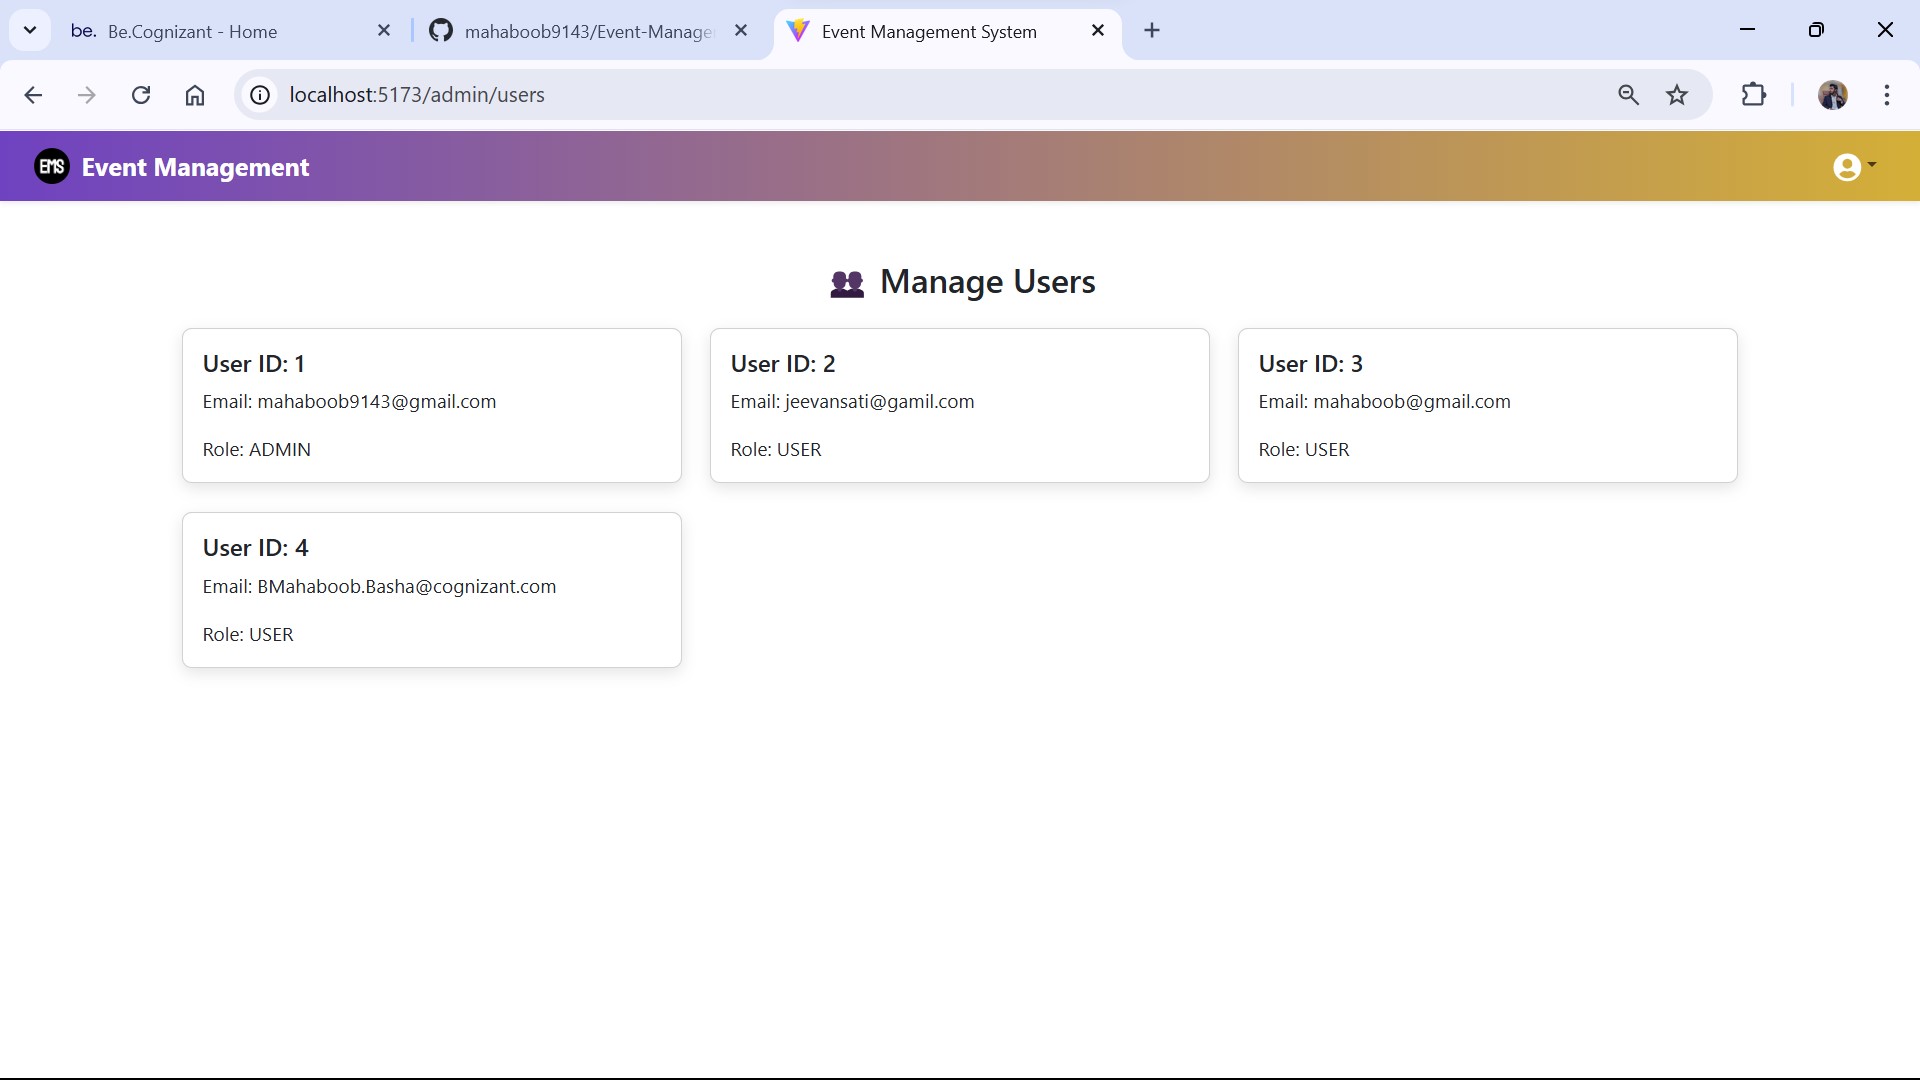 be. Be.Cognizant - Home
mahaboob9143/Event-Manage
Event Management System
localhost:5173/admin/users
EMS Event Management
Manage Users
User ID: 1
Email: mahaboob9143@gmail.com
Role: ADMIN
User ID: 2
Email: jeevansati@gamil.com
Role: USER
User ID: 3
Email: mahaboob@gmail.com
Role: USER
User ID: 4
Email: BMahaboob.Basha@cognizant.com
Role: USER